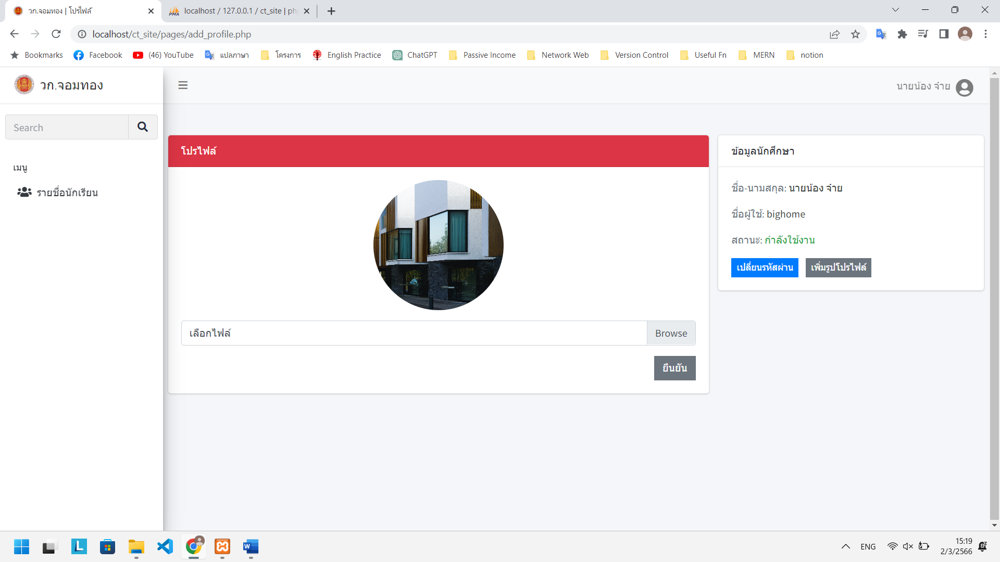 วก.จอมทอง | โปรไฟล์
localhost / 127.0.0.1 / ct_site | ph
localhost/ct_site/pages/add_profile.php
Bookmarks Facebook (46) YouTube แปลภาษา โครงการ English Practice ChatGPT Passive Income Network Web Version Control Useful Fn MERN notion
วก.จอมทอง
นายน้อง จ๋าย
Search
เมนู
รายชื่อนักเรียน
โปรไฟล์
เลือกไฟล์
Browse
ยืนยัน
ข้อมูลนักศึกษา
ชื่อ-นามสกุล: นายน้อง จ๋าย
ชื่อผู้ใช้: bighome
สถานะ: กำลังใช้งาน
เปลี่ยนรหัสผ่าน เพิ่มรูปโปรไฟล์
ENG
15:19
2/3/2566